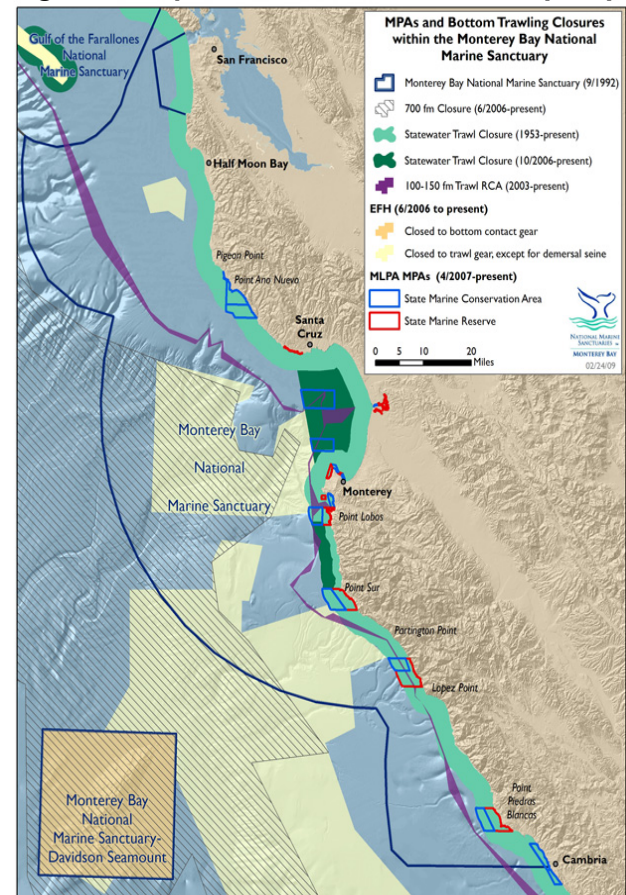 MPAs and Bottom Trawling Closures
within the Monterey Bay National
Marine Sanctuary
Monterey Bay National Marine Sanctuary (9/1992)
700 fm Closure (6/2006-present)
Statewater Trawl Closure (1953-present)
Statewater Trawl Closure (10/2006-present)
100-150 fm Trawl RCA (2003-present)
EFH (6/2006 to present)
Closed to bottom contact gear
Closed to trawl gear, except for demersal seine
MLPA MPAs (4/2007-present)
State Marine Conservation Area
State Marine Reserve
0 5 10 20
Miles
NATIONAL MARINE
SANCTUARIES
MONTEREY BAY
02/24/09
Gulf of the Farallones
National
Marine Sanctuary
San Francisco
Half Moon Bay
Pigeon Point
Point Ano Nuevo
Santa
Cruz
Monterey Bay
National
Marine Sanctuary
Monterey
Point Lobos
Point Sur
Partington Point
Lopez Point
Point
Piedras
Blancas
Cambria
Monterey Bay
National
Marine Sanctuary-
Davidson Seamount